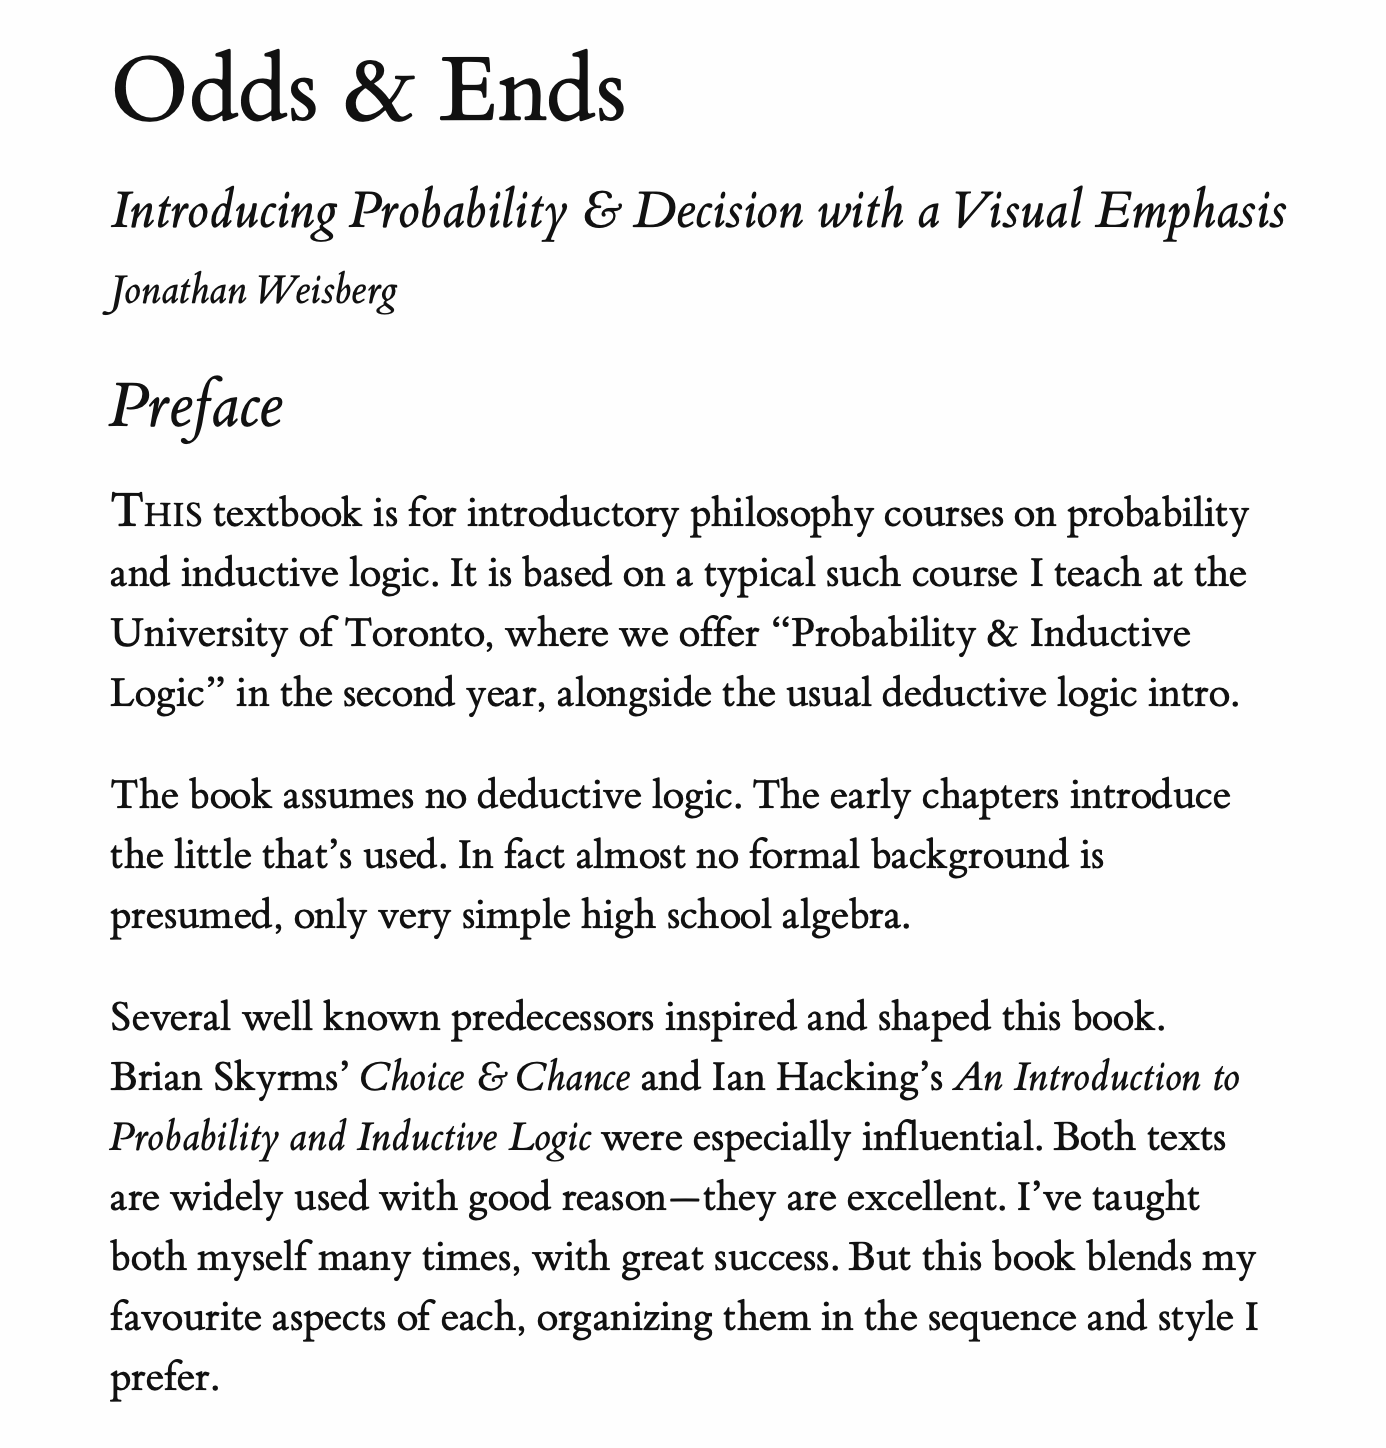 Odds & Ends
Introducing Probability & Decision with a Visual Emphasis
Jonathan Weisberg
Preface
THIS textbook is for introductory philosophy courses on probability
and inductive logic. It is based on a typical such course I teach at the
University of Toronto, where we offer “Probability & Inductive
Logic” in the second year, alongside the usual deductive logic intro.
The book assumes no deductive logic. The early chapters introduce
the little that’s used. In fact almost no formal background is
presumed, only very simple high school algebra.
Several well known predecessors inspired and shaped this book.
Brian Skyrms’ Choice & Chance and Ian Hacking’s An Introduction to
Probability and Inductive Logic were especially influential. Both texts
are widely used with good reason—they are excellent. I’ve taught
both myself many times, with great success. But this book blends my
favourite aspects of each, organizing them in the sequence and style I
prefer.